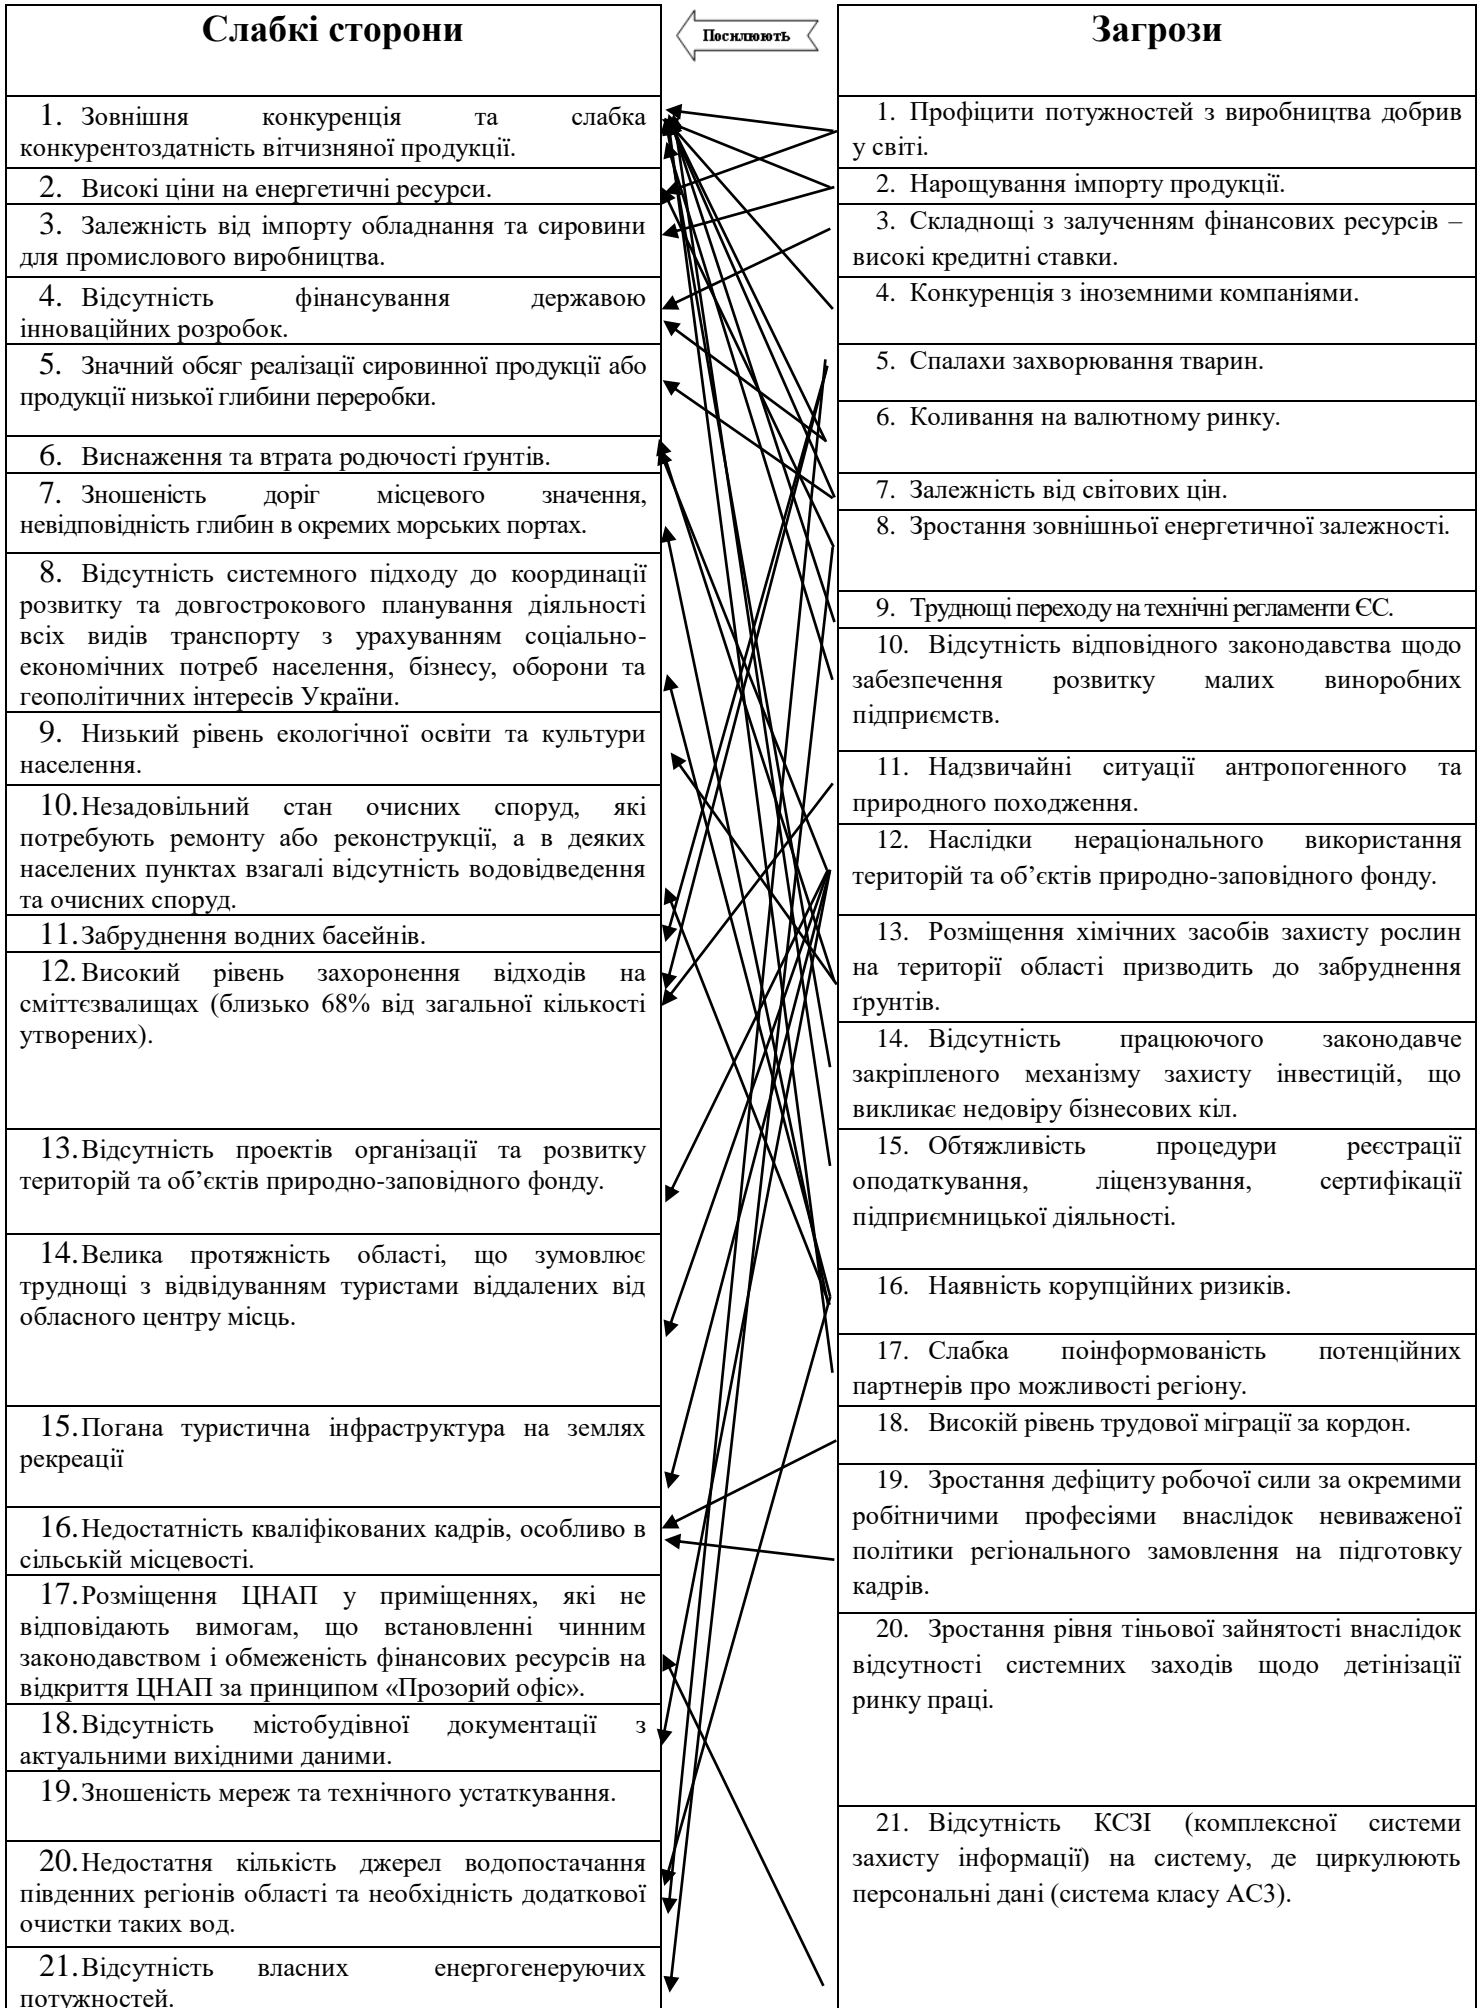 Слабкі сторони
Посилюють
Загрози
1. Зовнішня конкуренція та слабка
конкурентоздатність вітчизняної продукції.
2. Високі ціни на енергетичні ресурси.
3. Залежність від імпорту обладнання та сировини
для промислового виробництва.
4. Відсутність фінансування державою
інноваційних розробок.
5. Значний обсяг реалізації сировинної продукції або
продукції низької глибини переробки.
6. Виснаження та втрата родючості ґрунтів.
7. Зношеність доріг місцевого значення,
невідповідність глибин в окремих морських портах.
8. Відсутність системного підходу до координації
розвитку та довгострокового планування діяльності
всіх видів транспорту з урахуванням соціально-
економічних потреб населення, бізнесу, оборони та
геополітичних інтересів України.
9. Низький рівень екологічної освіти та культури
населення.
10. Незадовільний стан очисних споруд, які
потребують ремонту або реконструкції, а в деяких
населених пунктах взагалі відсутність водовідведення
та очисних споруд.
11. Забруднення водних басейнів.
12. Високий рівень захоронення відходів на
сміттєзвалищах (близько 68% від загальної кількості
утворених).
13. Відсутність проектів організації та розвитку
територій та об’єктів природно-заповідного фонду.
14. Велика протяжність області, що зумовлює
труднощі з відвідуванням туристами віддалених від
обласного центру місць.
15. Погана туристична інфраструктура на землях
рекреації
16. Недостатність кваліфікованих кадрів, особливо в
сільській місцевості.
17. Розміщення ЦНАП у приміщеннях, які не
відповідають вимогам, що встановленні чинним
законодавством і обмеженість фінансових ресурсів на
відкриття ЦНАП за принципом «Прозорий офіс».
18. Відсутність містобудівної документації з
актуальними вихідними даними.
19. Зношеність мереж та технічного устаткування.
20. Недостатня кількість джерел водопостачання
південних регіонів області та необхідність додаткової
очистки таких вод.
21. Відсутність власних енергогенеруючих
потужностей.
1. Профіцити потужностей з виробництва добрив
у світі.
2. Нарощування імпорту продукції.
3. Складнощі з залученням фінансових ресурсів –
високі кредитні ставки.
4. Конкуренція з іноземними компаніями.
5. Спалахи захворювання тварин.
6. Коливання на валютному ринку.
7. Залежність від світових цін.
8. Зростання зовнішньої енергетичної залежності.
9. Труднощі переходу на технічні регламенти ЄС.
10. Відсутність відповідного законодавства щодо
забезпечення розвитку малих виноробних
підприємств.
11. Надзвичайні ситуації антропогенного та
природного походження.
12. Наслідки нераціонального використання
територій та об’єктів природно-заповідного фонду.
13. Розміщення хімічних засобів захисту рослин
на території області призводить до забруднення
ґрунтів.
14. Відсутність працюючого законодавче
закріпленого механізму захисту інвестицій, що
викликає недовіру бізнесових кіл.
15. Обтяжливість процедури реєстрації
оподаткування, ліцензування, сертифікації
підприємницької діяльності.
16. Наявність корупційних ризиків.
17. Слабка поінформованість потенційних
партнерів про можливості регіону.
18. Високій рівень трудової міграції за кордон.
19. Зростання дефіциту робочої сили за окремими
робітничими професіями внаслідок невиваженої
політики регіонального замовлення на підготовку
кадрів.
20. Зростання рівня тіньової зайнятості внаслідок
відсутності системних заходів щодо детінізації
ринку праці.
21. Відсутність КСЗІ (комплексної системи
захисту інформації) на систему, де циркулюють
персональні дані (система класу АС3).